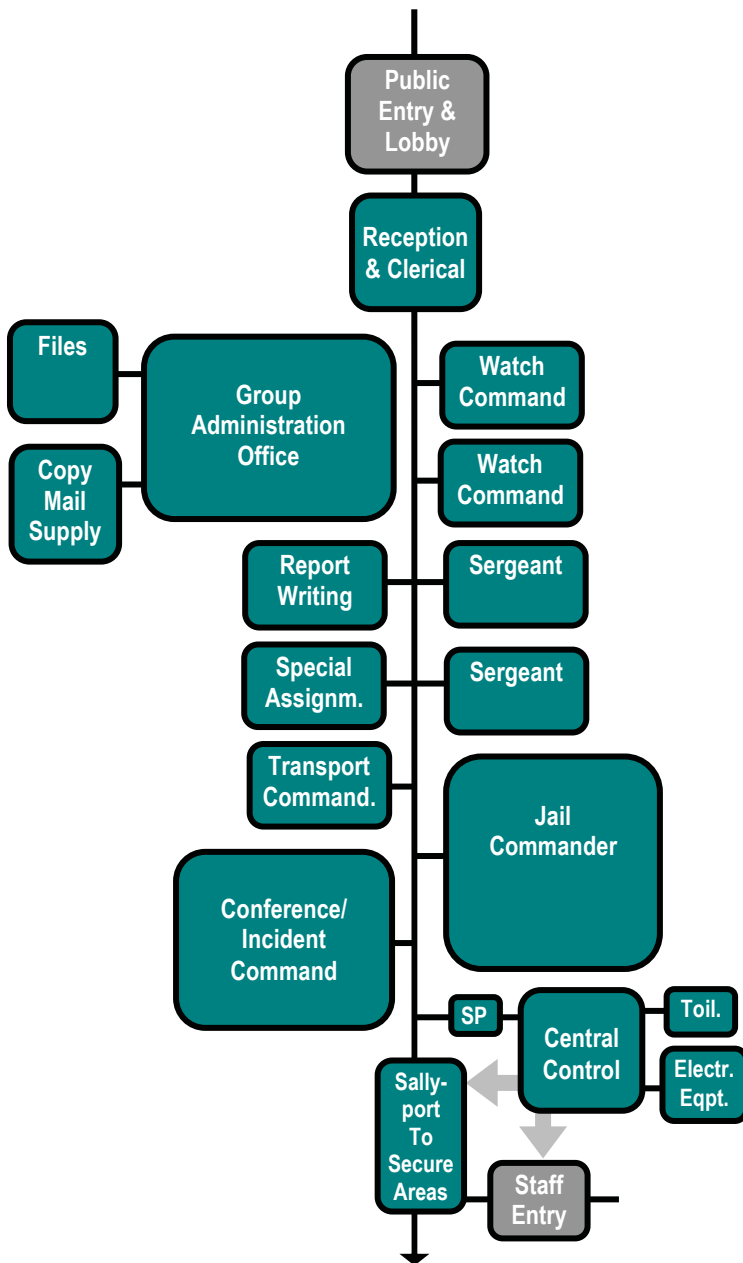 Public
Entry &
Lobby
Reception
& Clerical
Files
Group
Administration
Office
Watch
Command
Copy
Mail
Supply
Watch
Command
Report
Writing
Sergeant
Special
Assignm.
Sergeant
Transport
Command.
Jail
Commander
Conference/
Incident
Command
SP
Central
Control
Toil.
Electr.
Eqpt.
Sally-
port
To
Secure
Areas
Staff
Entry